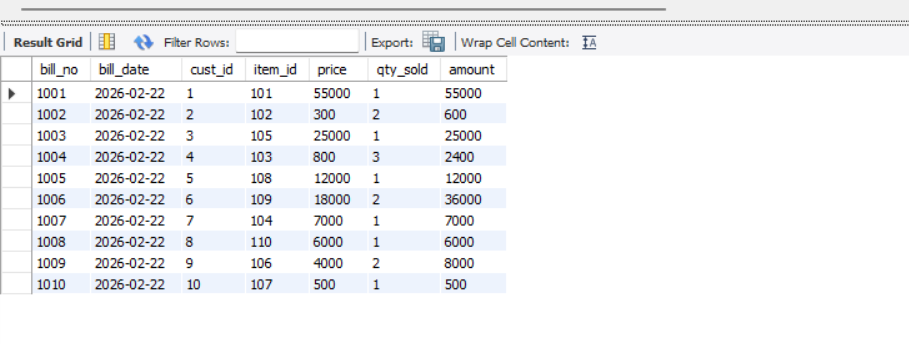 Result Grid Filter Rows: Export: Wrap Cell Content: IA
bill_no bill_date cust_id item_id price qty_sold amount
1001 2026-02-22 1 101 55000 1 55000
1002 2026-02-22 2 102 300 2 600
1003 2026-02-22 3 105 25000 1 25000
1004 2026-02-22 4 103 800 3 2400
1005 2026-02-22 5 108 12000 1 12000
1006 2026-02-22 6 109 18000 2 36000
1007 2026-02-22 7 104 7000 1 7000
1008 2026-02-22 8 110 6000 1 6000
1009 2026-02-22 9 106 4000 2 8000
1010 2026-02-22 10 107 500 1 500